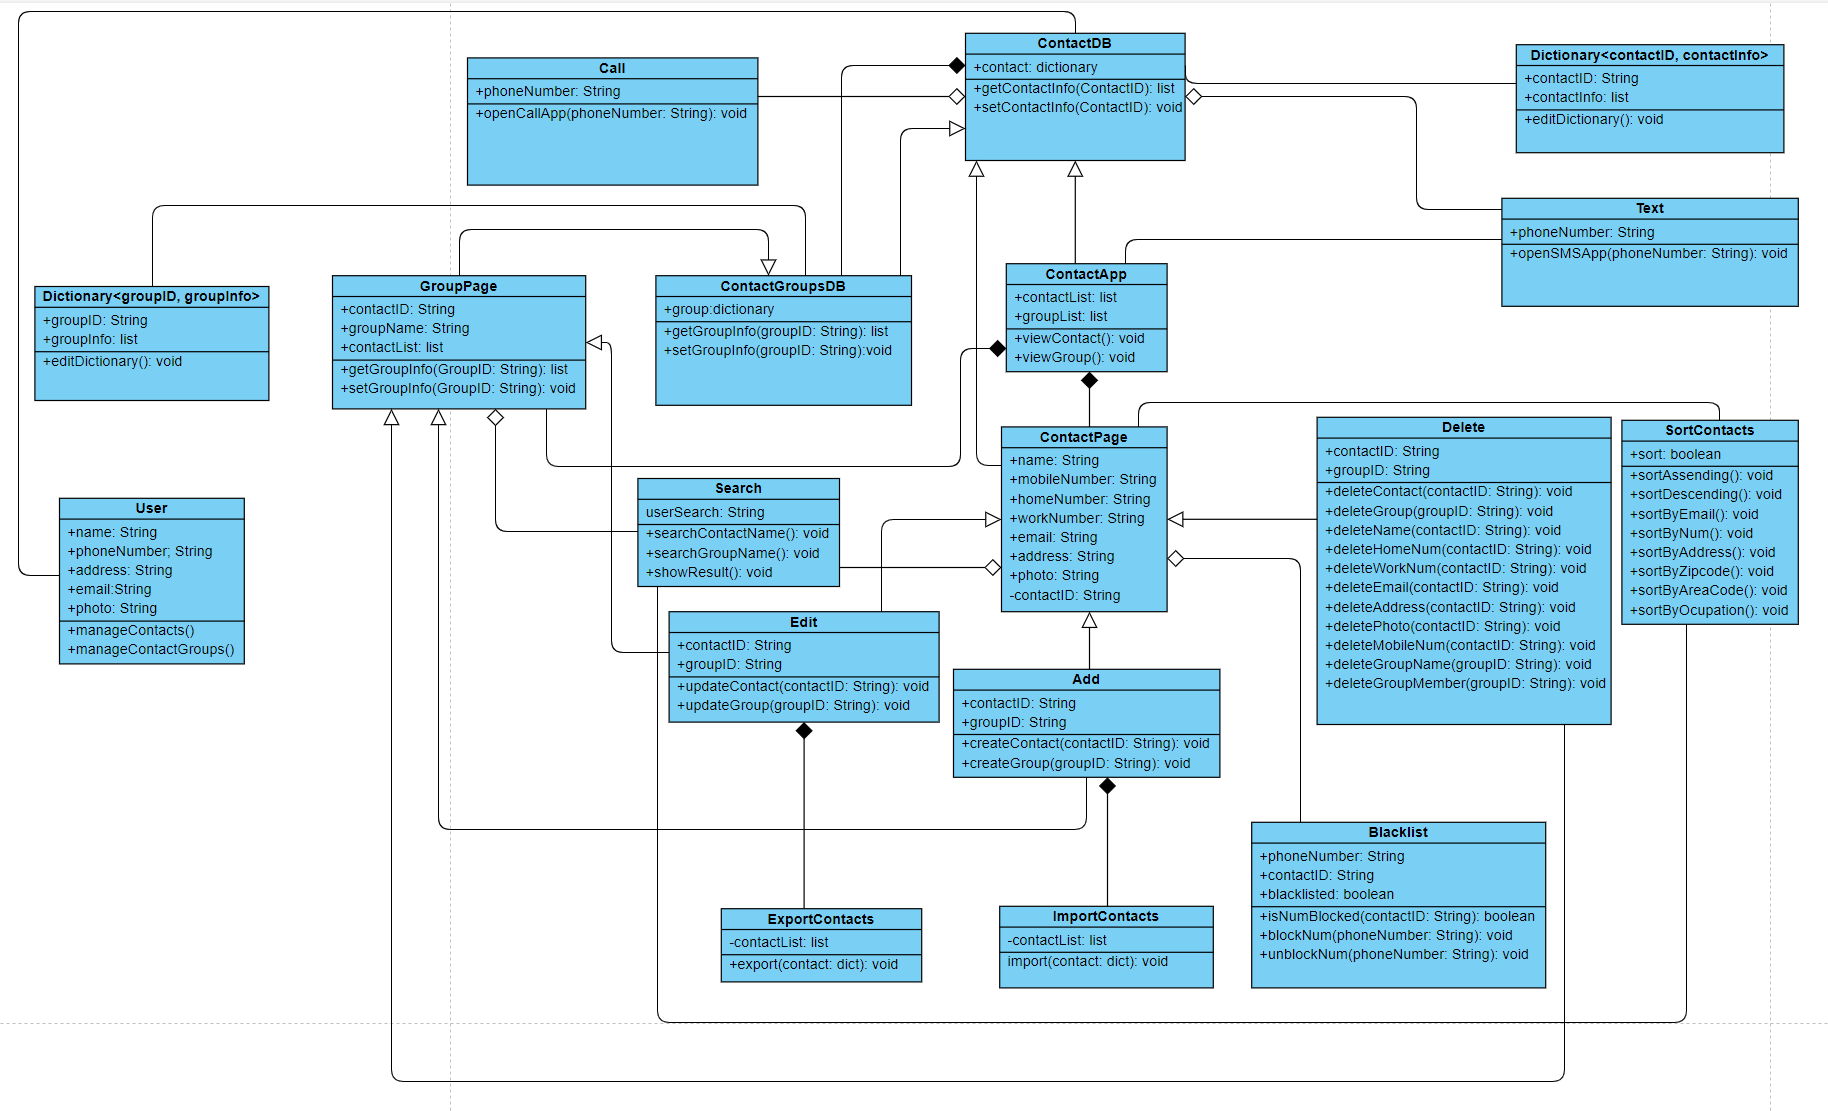 ContactDB
+contact: dictionary
+getContactInfo(ContactID): list
+setContactInfo(ContactID): void
Call
+phoneNumber: String
+openCallApp(phoneNumber: String): void
Dictionary<contactID, contactInfo>
+contactID: String
+contactInfo: list
+editDictionary(): void
Text
+phoneNumber: String
+openSMSApp(phoneNumber: String): void
Dictionary<groupID, groupInfo>
+groupID: String
+groupInfo: list
+editDictionary(): void
GroupPage
+contactID: String
+groupName: String
+contactList: list
+getGroupInfo(GroupID: String): list
+setGroupInfo(GroupID: String): void
ContactGroupsDB
+group:dictionary
+getGroupInfo(groupID: String): list
+setGroupInfo(groupID: String):void
ContactApp
+contactList: list
+groupList: list
+viewContact(): void
+viewGroup(): void
User
+name: String
+phoneNumber; String
+address: String
+email:String
+photo: String
+manageContacts()
+manageContactGroups()
Search
userSearch: String
+searchContactName(): void
+searchGroupName(): void
+showResult(): void
ContactPage
+name: String
+mobileNumber: String
+homeNumber: String
+workNumber: String
+email: String
+address: String
+photo: String
-contactID: String
Delete
+contactID: String
+groupID: String
+deleteContact(contactID: String): void
+deleteGroup(groupID: String): void
+deleteName(contactID: String): void
+deleteHomeNum(contactID: String): void
+deleteWorkNum(contactID: String): void
+deleteEmail(contactID: String): void
+deleteAddress(contactID: String): void
+deletePhoto(contactID: String): void
+deleteMobileNum(contactID: String): void
+deleteGroupName(groupID: String): void
+deleteGroupMember(groupID: String): void
SortContacts
+sort: boolean
+sortAssending(): void
+sortDescending(): void
+sortByEmail(): void
+sortByNum(): void
+sortByAddress(): void
+sortByZipcode(): void
+sortByAreaCode(): void
+sortByOcupation(): void
Edit
+contactID: String
+groupID: String
+updateContact(contactID: String): void
+updateGroup(groupID: String): void
Add
+contactID: String
+groupID: String
+createContact(contactID: String): void
+createGroup(groupID: String): void
Blacklist
+phoneNumber: String
+contactID: String
+blacklisted: boolean
+isNumBlocked(contactID: String): boolean
+blockNum(phoneNumber: String): void
+unblockNum(phoneNumber: String): void
ExportContacts
-contactList: list
+export(contact: dict): void
ImportContacts
-contactList: list
import(contact: dict): void